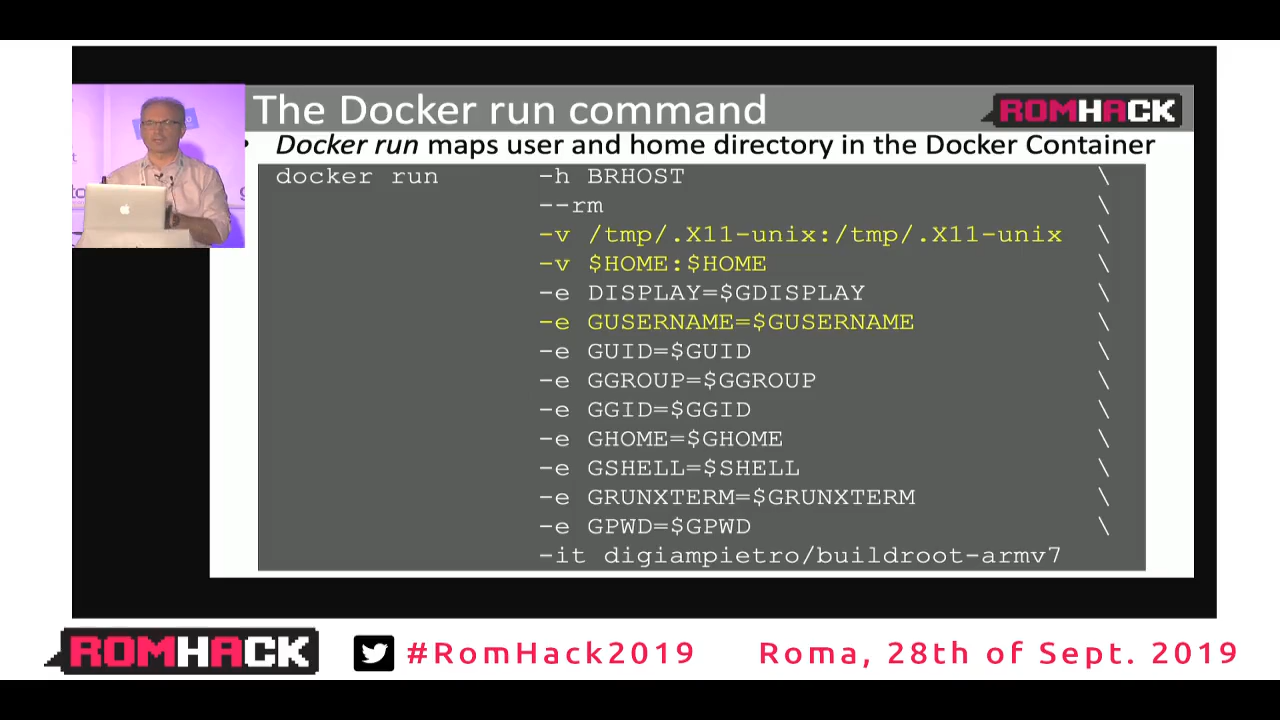 The Docker run command
ROMHACK
Docker run maps user and home directory in the Docker Container
docker run -h BRHOST \
--rm \
-v /tmp/.X11-unix:/tmp/.X11-unix \
-v $HOME:$HOME \
-e DISPLAY=$GDISPLAY \
-e GUSERNAME=$GUSERNAME \
-e GUID=$GUID \
-e GGROUP=$GGROUP \
-e GGID=$GGID \
-e GHOME=$GHOME \
-e GSHELL=$SHELL \
-e GRUNXTERM=$GRUNXTERM \
-e GPWD=$GPWD \
-it digiampietro/buildroot-armv7
ROMHACK
#RomHack2019
Roma, 28th of Sept. 2019